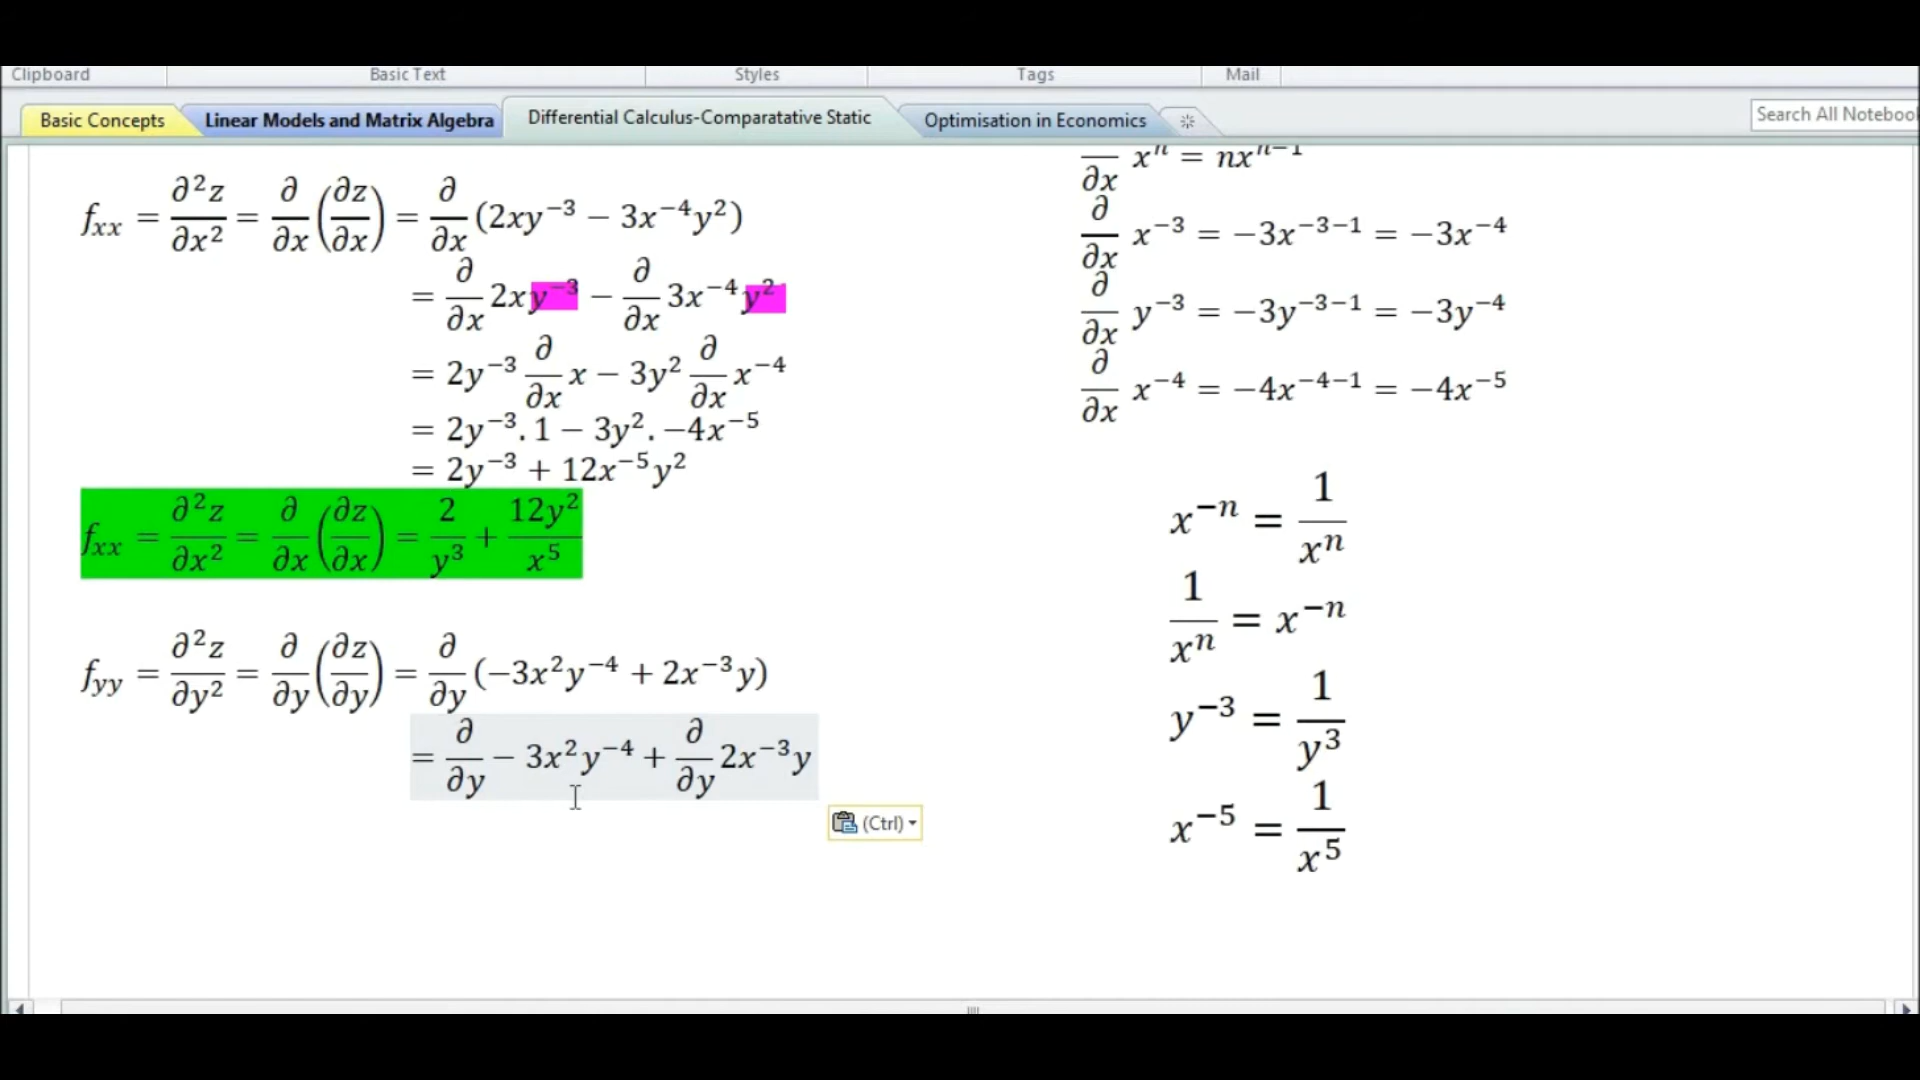 Clipboard Basic Text Styles Tags Mail
Basic Concepts Linear Models and Matrix Algebra Differential Calculus-Comparatative Static Optimisation in Economics Search All Notebook
f_xx = ∂²z/∂x² = ∂/∂x (∂z/∂x) = ∂/∂x (2xy⁻³ − 3x⁻⁴y²)
= ∂/∂x 2xy⁻³ − ∂/∂x 3x⁻⁴y²
= 2y⁻³ ∂/∂x x − 3y² ∂/∂x x⁻⁴
= 2y⁻³. 1 − 3y². −4x⁻⁵
= 2y⁻³ + 12x⁻⁵y²
f_xx = ∂²z/∂x² = ∂/∂x (∂z/∂x) = 2/y³ + 12y²/x⁵
f_yy = ∂²z/∂y² = ∂/∂y (∂z/∂y) = ∂/∂y (−3x²y⁻⁴ + 2x⁻³y)
= ∂/∂y − 3x²y⁻⁴ + ∂/∂y 2x⁻³y
(Ctrl)
∂x xⁿ = nxⁿ⁻¹
∂/∂x x⁻³ = −3x⁻³⁻¹ = −3x⁻⁴
∂/∂x y⁻³ = −3y⁻³⁻¹ = −3y⁻⁴
∂/∂x x⁻⁴ = −4x⁻⁴⁻¹ = −4x⁻⁵
x⁻ⁿ = 1/xⁿ
1/xⁿ = x⁻ⁿ
y⁻³ = 1/y³
x⁻⁵ = 1/x⁵